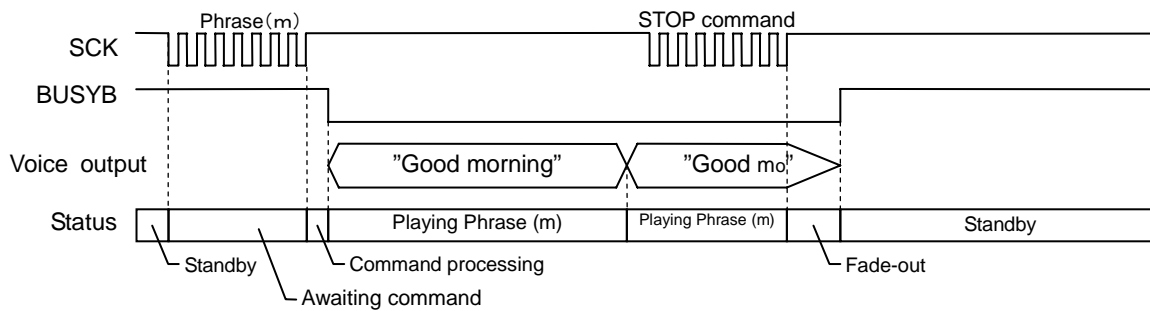 Phrase(m)
STOP command
SCK
BUSYB
Voice output
"Good morning"
"Good mo"
Status
Playing Phrase (m)
Playing Phrase (m)
Standby
Standby
Command processing
Fade-out
Awaiting command